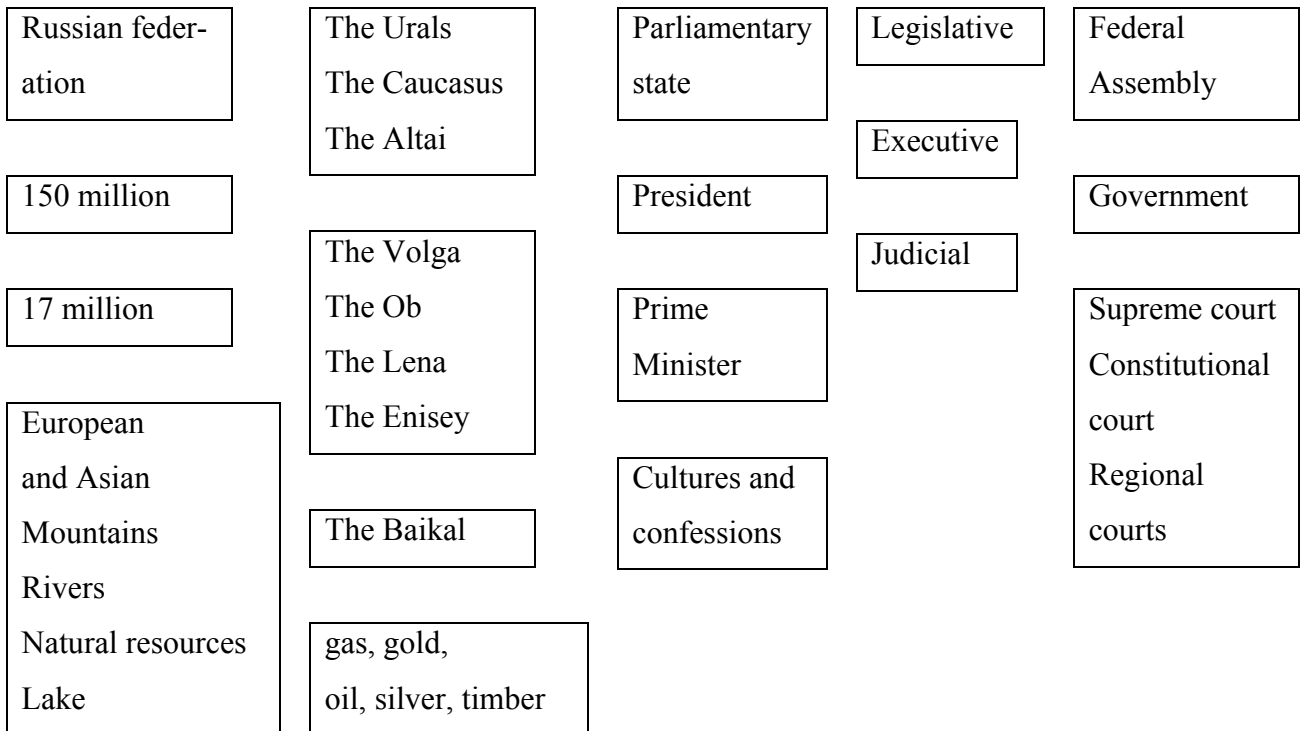 Russian feder-
ation
150 million
17 million
European
and Asian
Mountains
Rivers
Natural resources
Lake
The Urals
The Caucasus
The Altai
The Volga
The Ob
The Lena
The Enisey
The Baikal
gas, gold,
oil, silver, timber
Parliamentary
state
President
Prime
Minister
Cultures and
confessions
Legislative
Executive
Judicial
Federal
Assembly
Government
Supreme court
Constitutional
court
Regional
courts